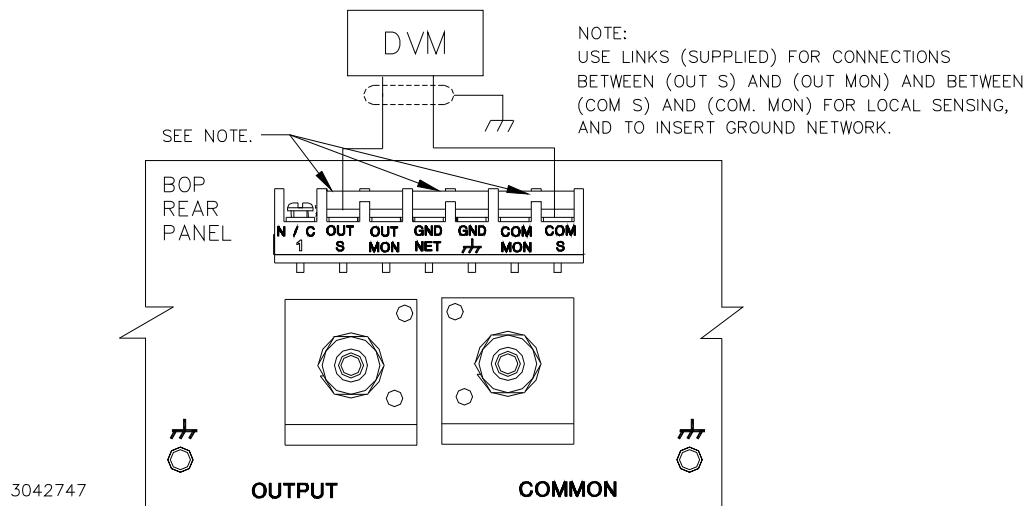 DVM
NOTE:
USE LINKS (SUPPLIED) FOR CONNECTIONS
BETWEEN (OUT S) AND (OUT MON) AND BETWEEN
(COM S) AND (COM. MON) FOR LOCAL SENSING,
AND TO INSERT GROUND NETWORK.
SEE NOTE.
BOP
REAR
PANEL
N / C
1
OUT
S
OUT
MON
GND
NET
GND
COM
MON
COM
S
3042747
OUTPUT
COMMON